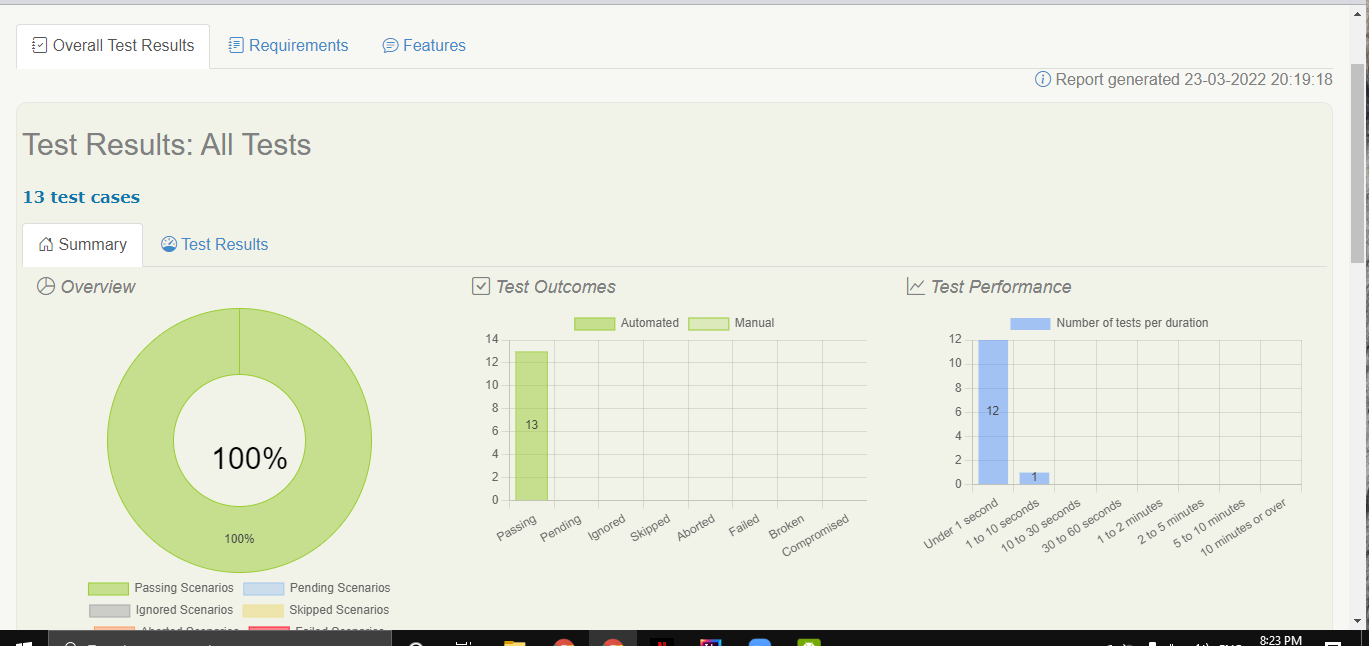 Overall Test Results
Requirements
Features
Report generated 23-03-2022 20:19:18
Test Results: All Tests
13 test cases
Summary
Test Results
Overview
Test Outcomes
Test Performance
Automated
Manual
Number of tests per duration
14
12
10
8
6
4
2
0
13
Passing
Pending
Ignored
Skipped
Aborted
Failed
Broken
Compromised
12
10
8
6
4
2
0
12
1
Under 1 second
1 to 10 seconds
10 to 30 seconds
30 to 60 seconds
1 to 2 minutes
2 to 5 minutes
5 to 10 minutes
10 minutes or over
100%
100%
Passing Scenarios
Pending Scenarios
Ignored Scenarios
Skipped Scenarios
Aborted Scenarios
Failed Scenarios
8:23 PM